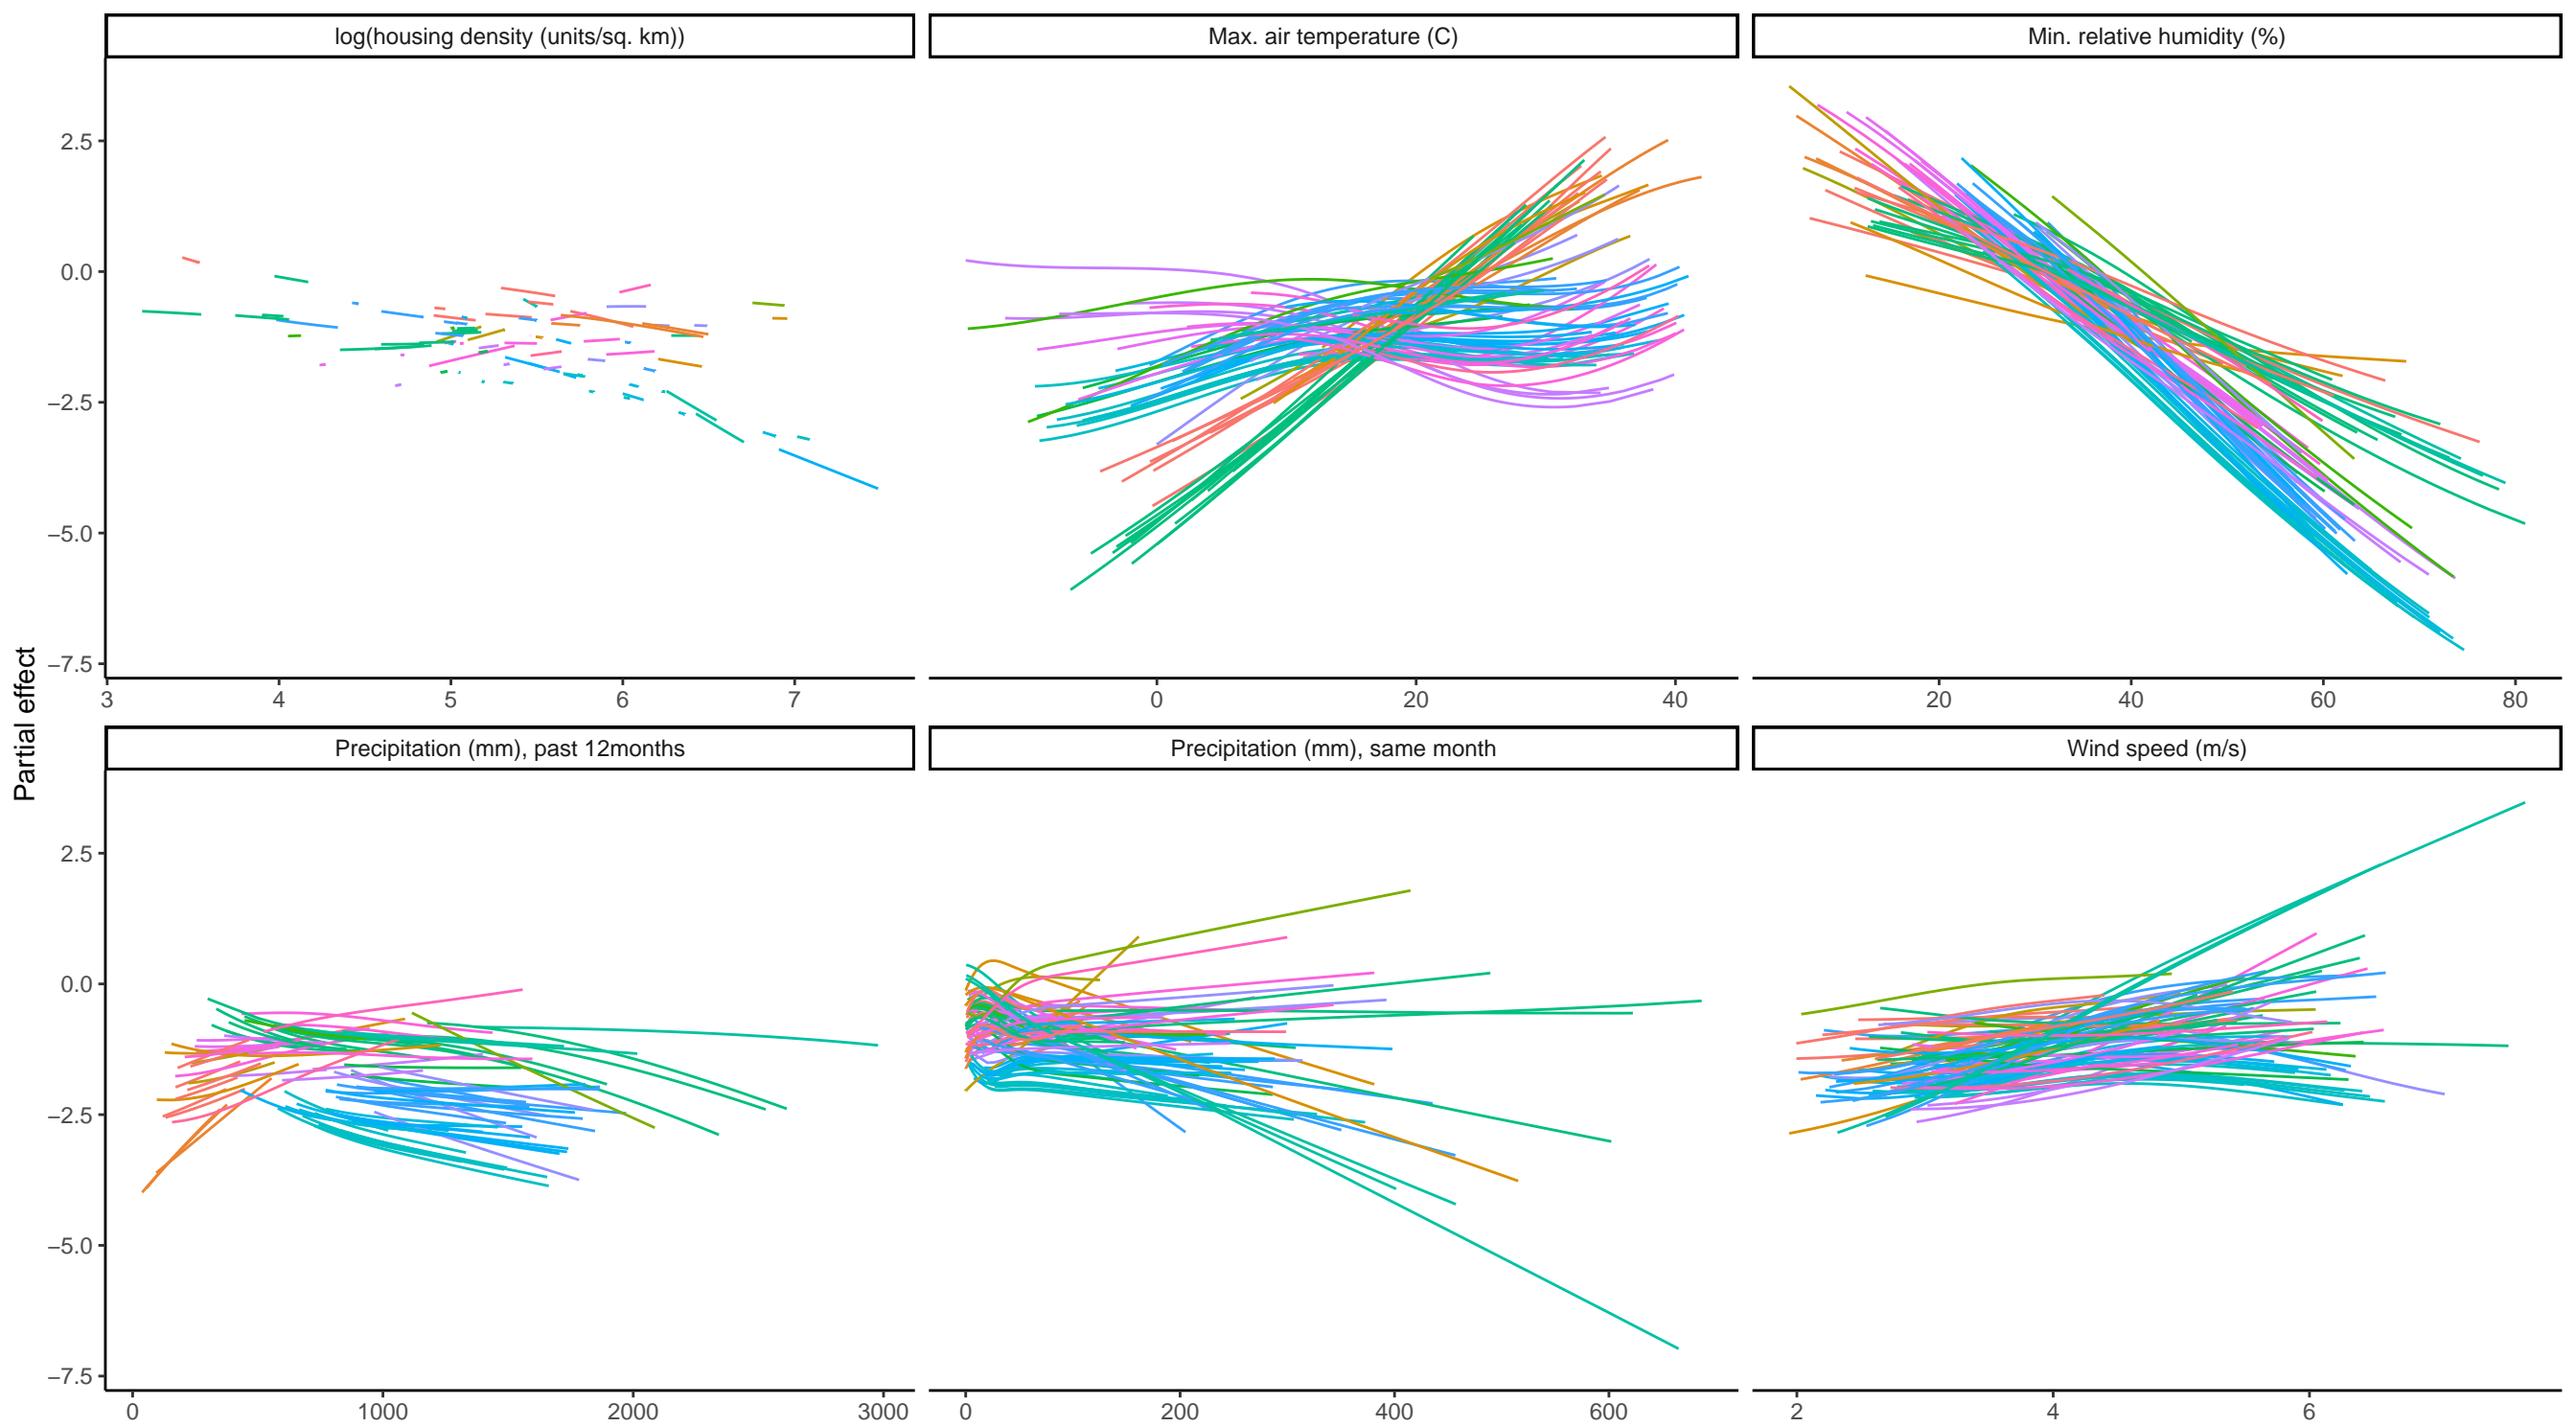 log(housing density (units/sq. km))
Max. air temperature (C)
Min. relative humidity (%)
2.5
0.0
−2.5
−5.0
−7.5
3 4 5 6 7
0 20 40
20 40 60 80
Partial effect
Precipitation (mm), past 12months
Precipitation (mm), same month
Wind speed (m/s)
2.5
0.0
−2.5
−5.0
−7.5
0 1000 2000 3000
0 200 400 600
2 4 6